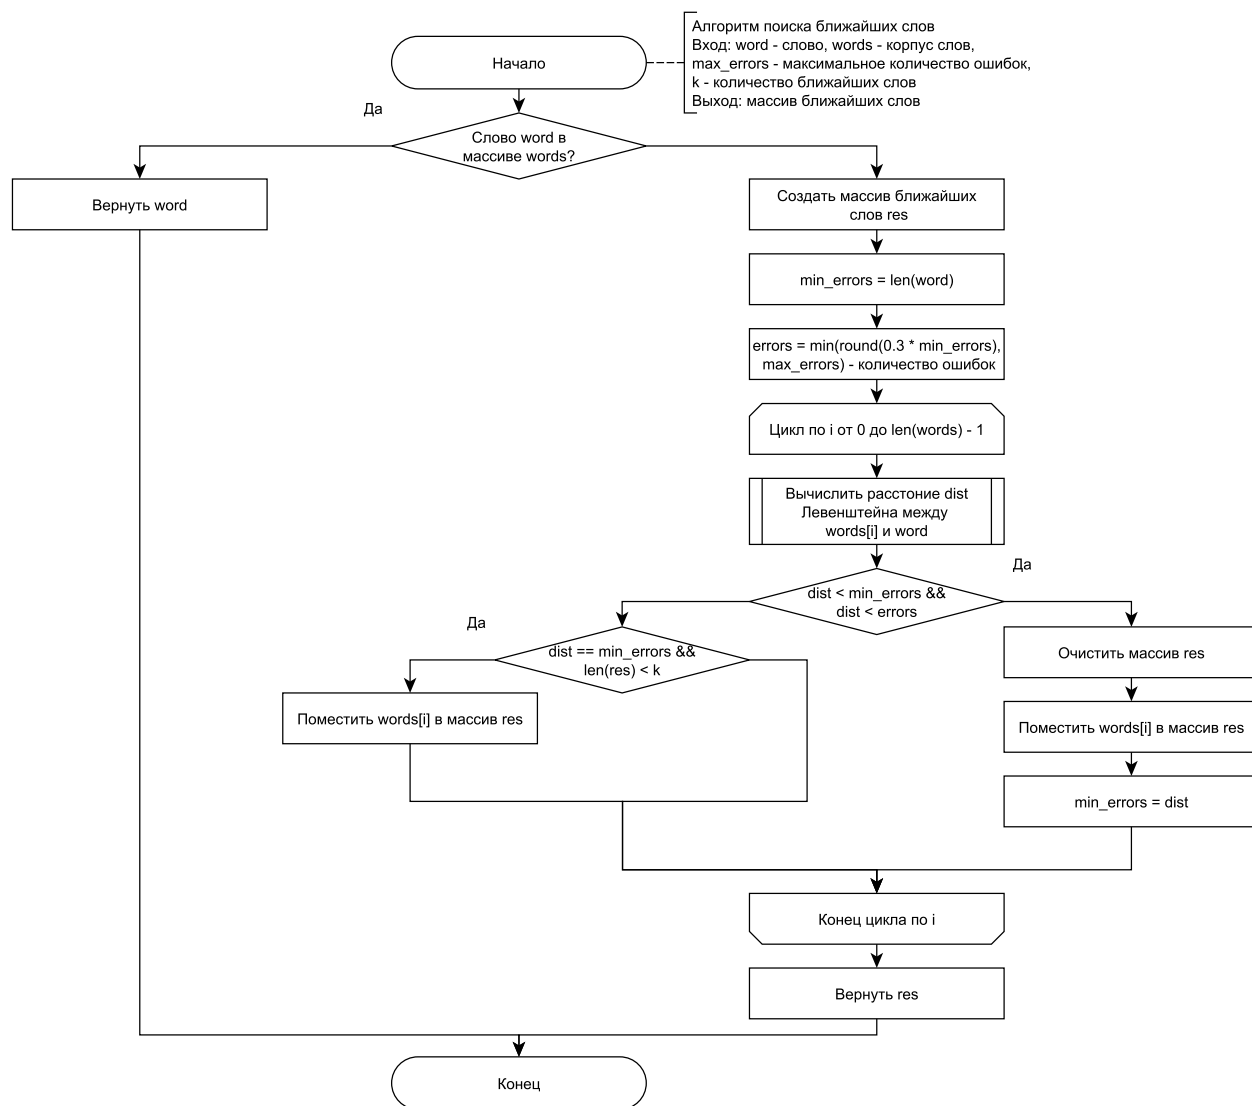 Начало
Алгоритм поиска ближайших слов
Вход: word - слово, words - корпус слов,
max_errors - максимальное количество ошибок,
k - количество ближайших слов
Выход: массив ближайших слов
Да
Слово word в
массиве words?
Вернуть word
Создать массив ближайших
слов res
min_errors = len(word)
errors = min(round(0.3 * min_errors),
max_errors) - количество ошибок
Цикл по i от 0 до len(words) - 1
Вычислить расстоние dist
Левенштейна между
words[i] и word
Да
dist < min_errors &&
dist < errors
Да
dist == min_errors &&
len(res) < k
Очистить массив res
Поместить words[i] в массив res
Поместить words[i] в массив res
min_errors = dist
Конец цикла по i
Вернуть res
Конец